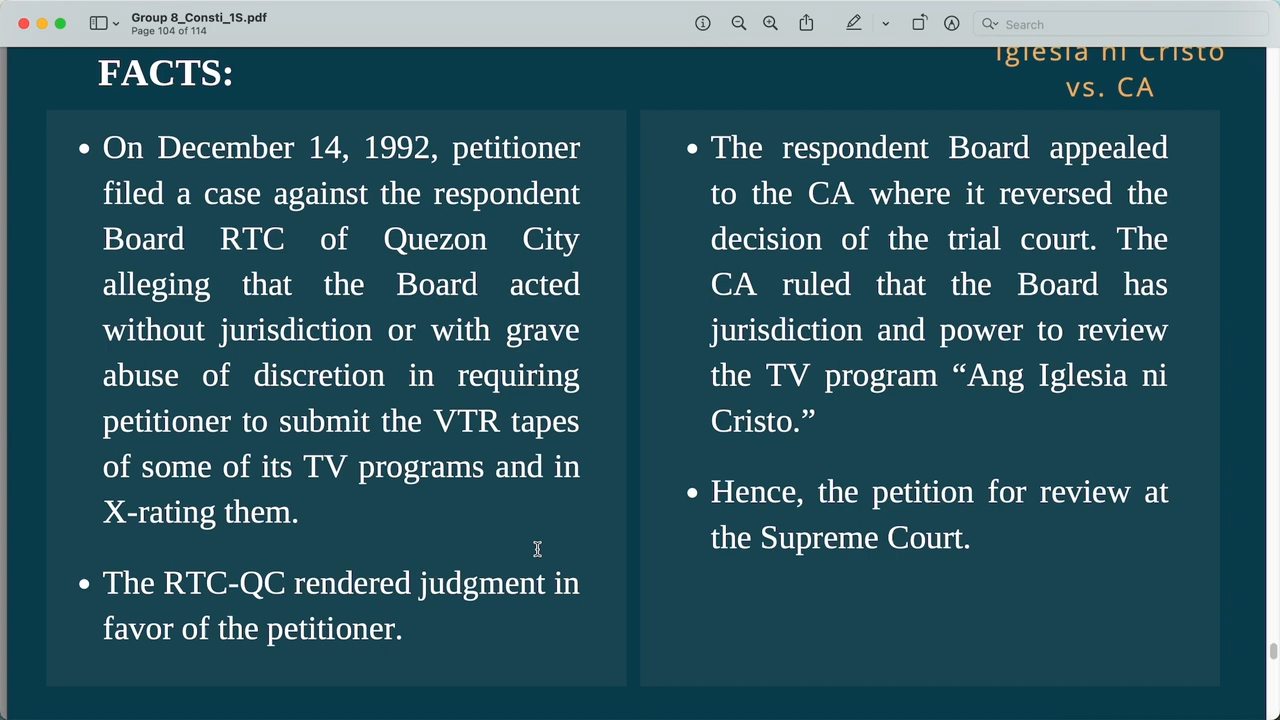 Group 8_Consti_1S.pdf
Page 104 of 114
Search
Iglesia ni Cristo
vs. CA
FACTS:
• On December 14, 1992, petitioner
filed a case against the respondent
Board RTC of Quezon City
alleging that the Board acted
without jurisdiction or with grave
abuse of discretion in requiring
petitioner to submit the VTR tapes
of some of its TV programs and in
X-rating them.
• The RTC-QC rendered judgment in
favor of the petitioner.
• The respondent Board appealed
to the CA where it reversed the
decision of the trial court. The
CA ruled that the Board has
jurisdiction and power to review
the TV program “Ang Iglesia ni
Cristo.”
• Hence, the petition for review at
the Supreme Court.